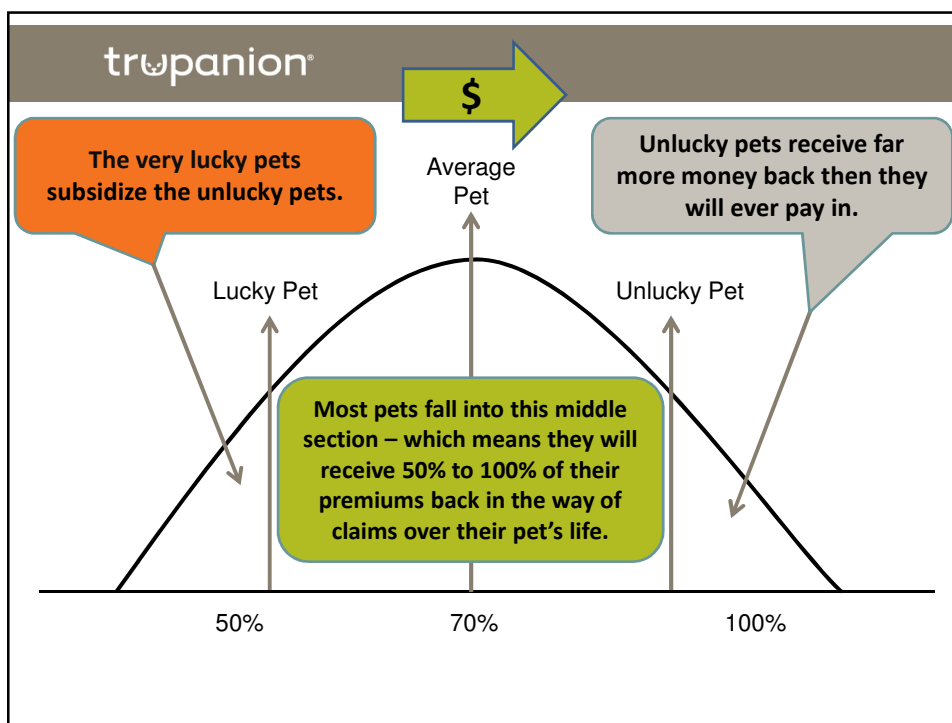 trupanion®
$
The very lucky pets
subsidize the unlucky pets.
Average
Pet
Unlucky pets receive far
more money back then they
will ever pay in.
Lucky Pet
Unlucky Pet
Most pets fall into this middle
section – which means they will
receive 50% to 100% of their
premiums back in the way of
claims over their pet’s life.
50%
70%
100%